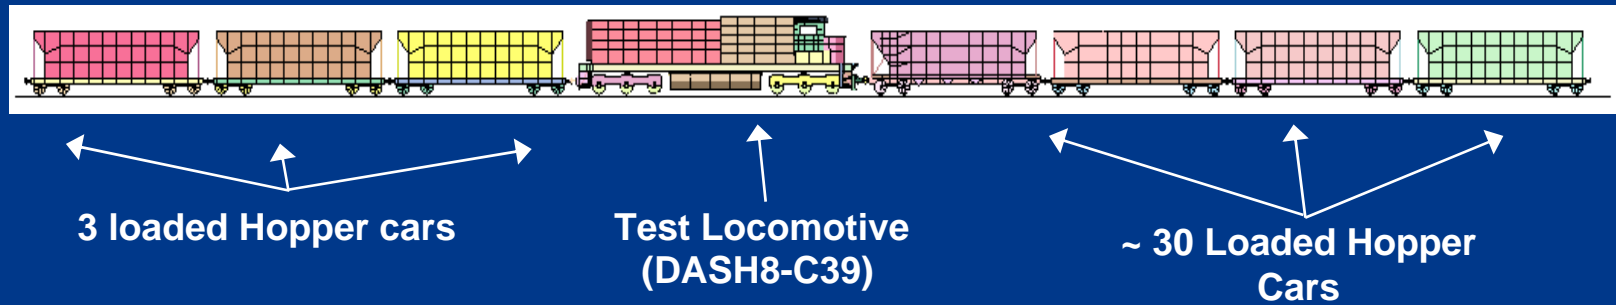 3 loaded Hopper cars
Test Locomotive
(DASH8-C39)
~ 30 Loaded Hopper
Cars